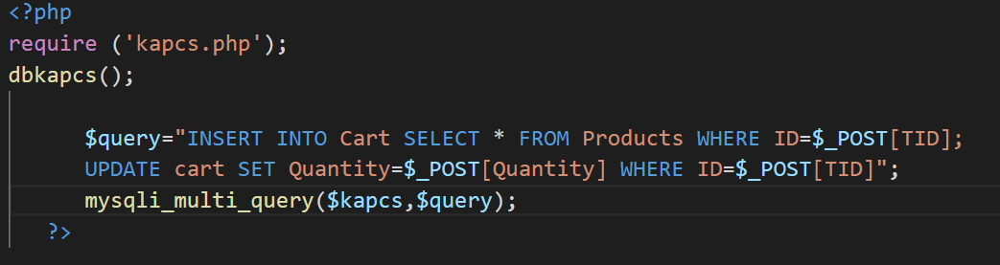 <?php
require ('kapcs.php');
dbkapcs();
$query="INSERT INTO Cart SELECT * FROM Products WHERE ID=$_POST[TID];
UPDATE cart SET Quantity=$_POST[Quantity] WHERE ID=$_POST[TID]";
mysqli_multi_query($kapcs,$query);
?>